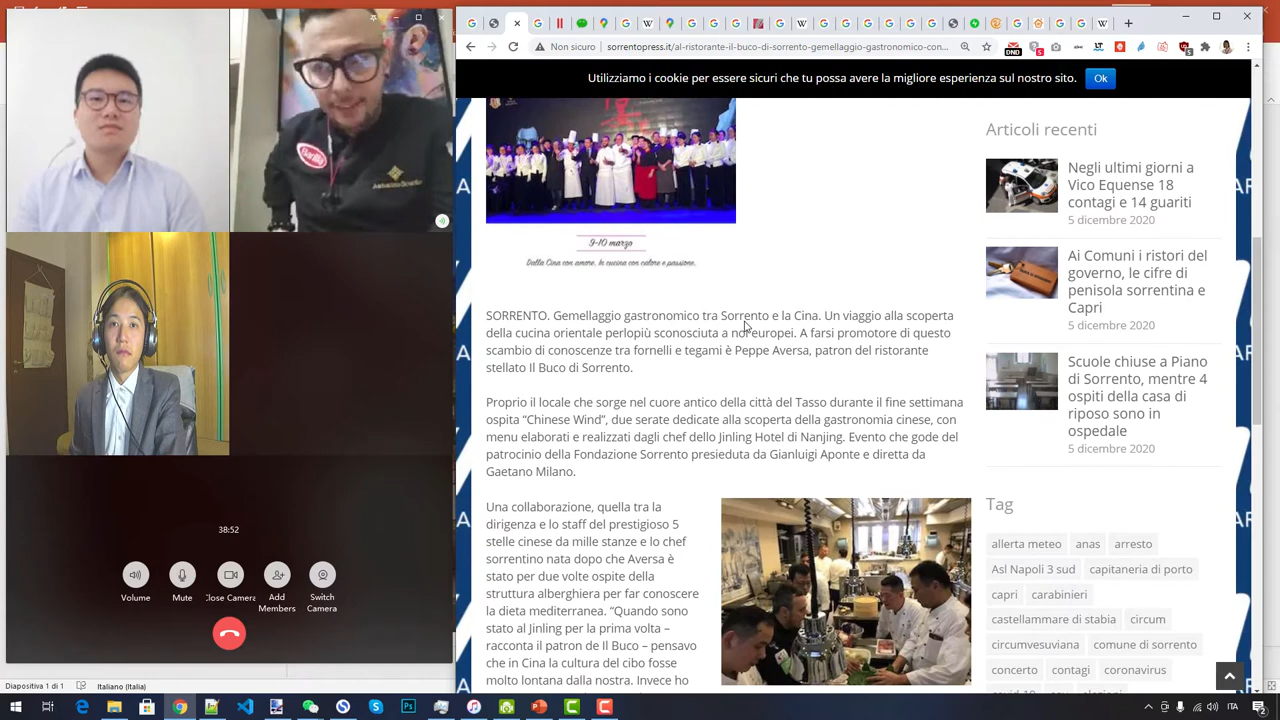 Non sicuro
sorrentopress.it/al-ristorante-il-buco-di-sorrento-gemellaggio-gastronomico-con...
DND
5
5
Utilizziamo i cookie per essere sicuri che tu possa avere la migliore esperienza sul nostro sito.
Ok
Barilla
9-10 marzo
Dalla Cina con amore, la cucina con calore e passione.
SORRENTO. Gemellaggio gastronomico tra Sorrento e la Cina. Un viaggio alla scoperta
della cucina orientale perlopiù sconosciuta a noi europei. A farsi promotore di questo
scambio di conoscenze tra fornelli e tegami è Peppe Aversa, patron del ristorante
stellato Il Buco di Sorrento.
Proprio il locale che sorge nel cuore antico della città del Tasso durante il fine settimana
ospita “Chinese Wind”, due serate dedicate alla scoperta della gastronomia cinese, con
menu elaborati e realizzati dagli chef dello Jinling Hotel di Nanjing. Evento che gode del
patrocinio della Fondazione Sorrento presieduta da Gianluigi Aponte e diretta da
Gaetano Milano.
Una collaborazione, quella tra la
dirigenza e lo staff del prestigioso 5
stelle cinese da mille stanze e lo chef
sorrentino nata dopo che Aversa è
stato per due volte ospite della
struttura alberghiera per far conoscere
la dieta mediterranea. “Quando sono
stato al Jinling per la prima volta –
racconta il patron de Il Buco – pensavo
che in Cina la cultura del cibo fosse
molto lontana dalla nostra. Invece ho
Articoli recenti
Negli ultimi giorni a
Vico Equense 18
contagi e 14 guariti
5 dicembre 2020
Ai Comuni i ristori del
governo, le cifre di
penisola sorrentina e
Capri
5 dicembre 2020
Scuole chiuse a Piano
di Sorrento, mentre 4
ospiti della casa di
riposo sono in
ospedale
5 dicembre 2020
Tag
allerta meteo anas arresto
Asl Napoli 3 sud capitaneria di porto
capri carabinieri
castellammare di stabia circum
circumvesuviana comune di sorrento
concerto contagi coronavirus
38:52
Volume
Mute
Close Camera
Add
Members
Switch
Camera
Diapositiva 1 di 1
Italiano (Italia)
ITA
2